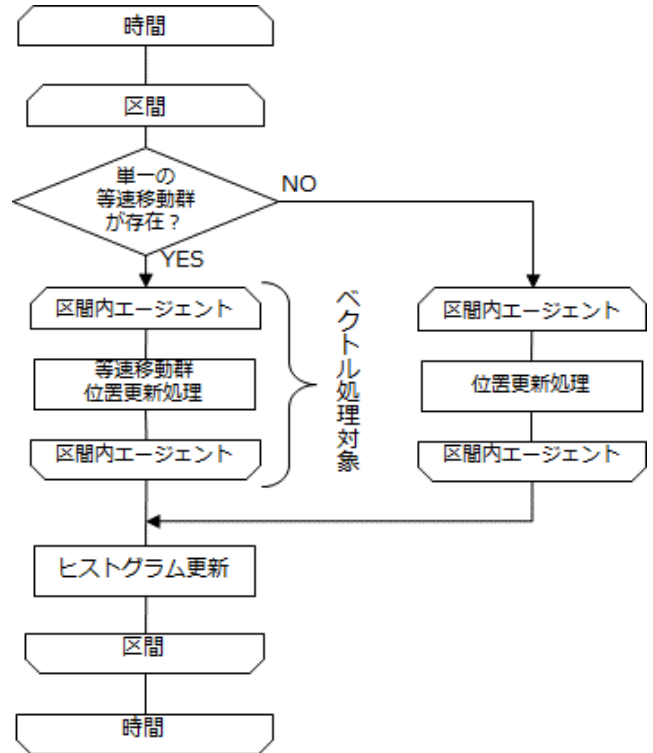 時間
区間
単一の
等速移動群
が存在？
NO
YES
区間内エージェント
等速移動群
位置更新処理
区間内エージェント
ベクトル処理対象
区間内エージェント
位置更新処理
区間内エージェント
ヒストグラム更新
区間
時間